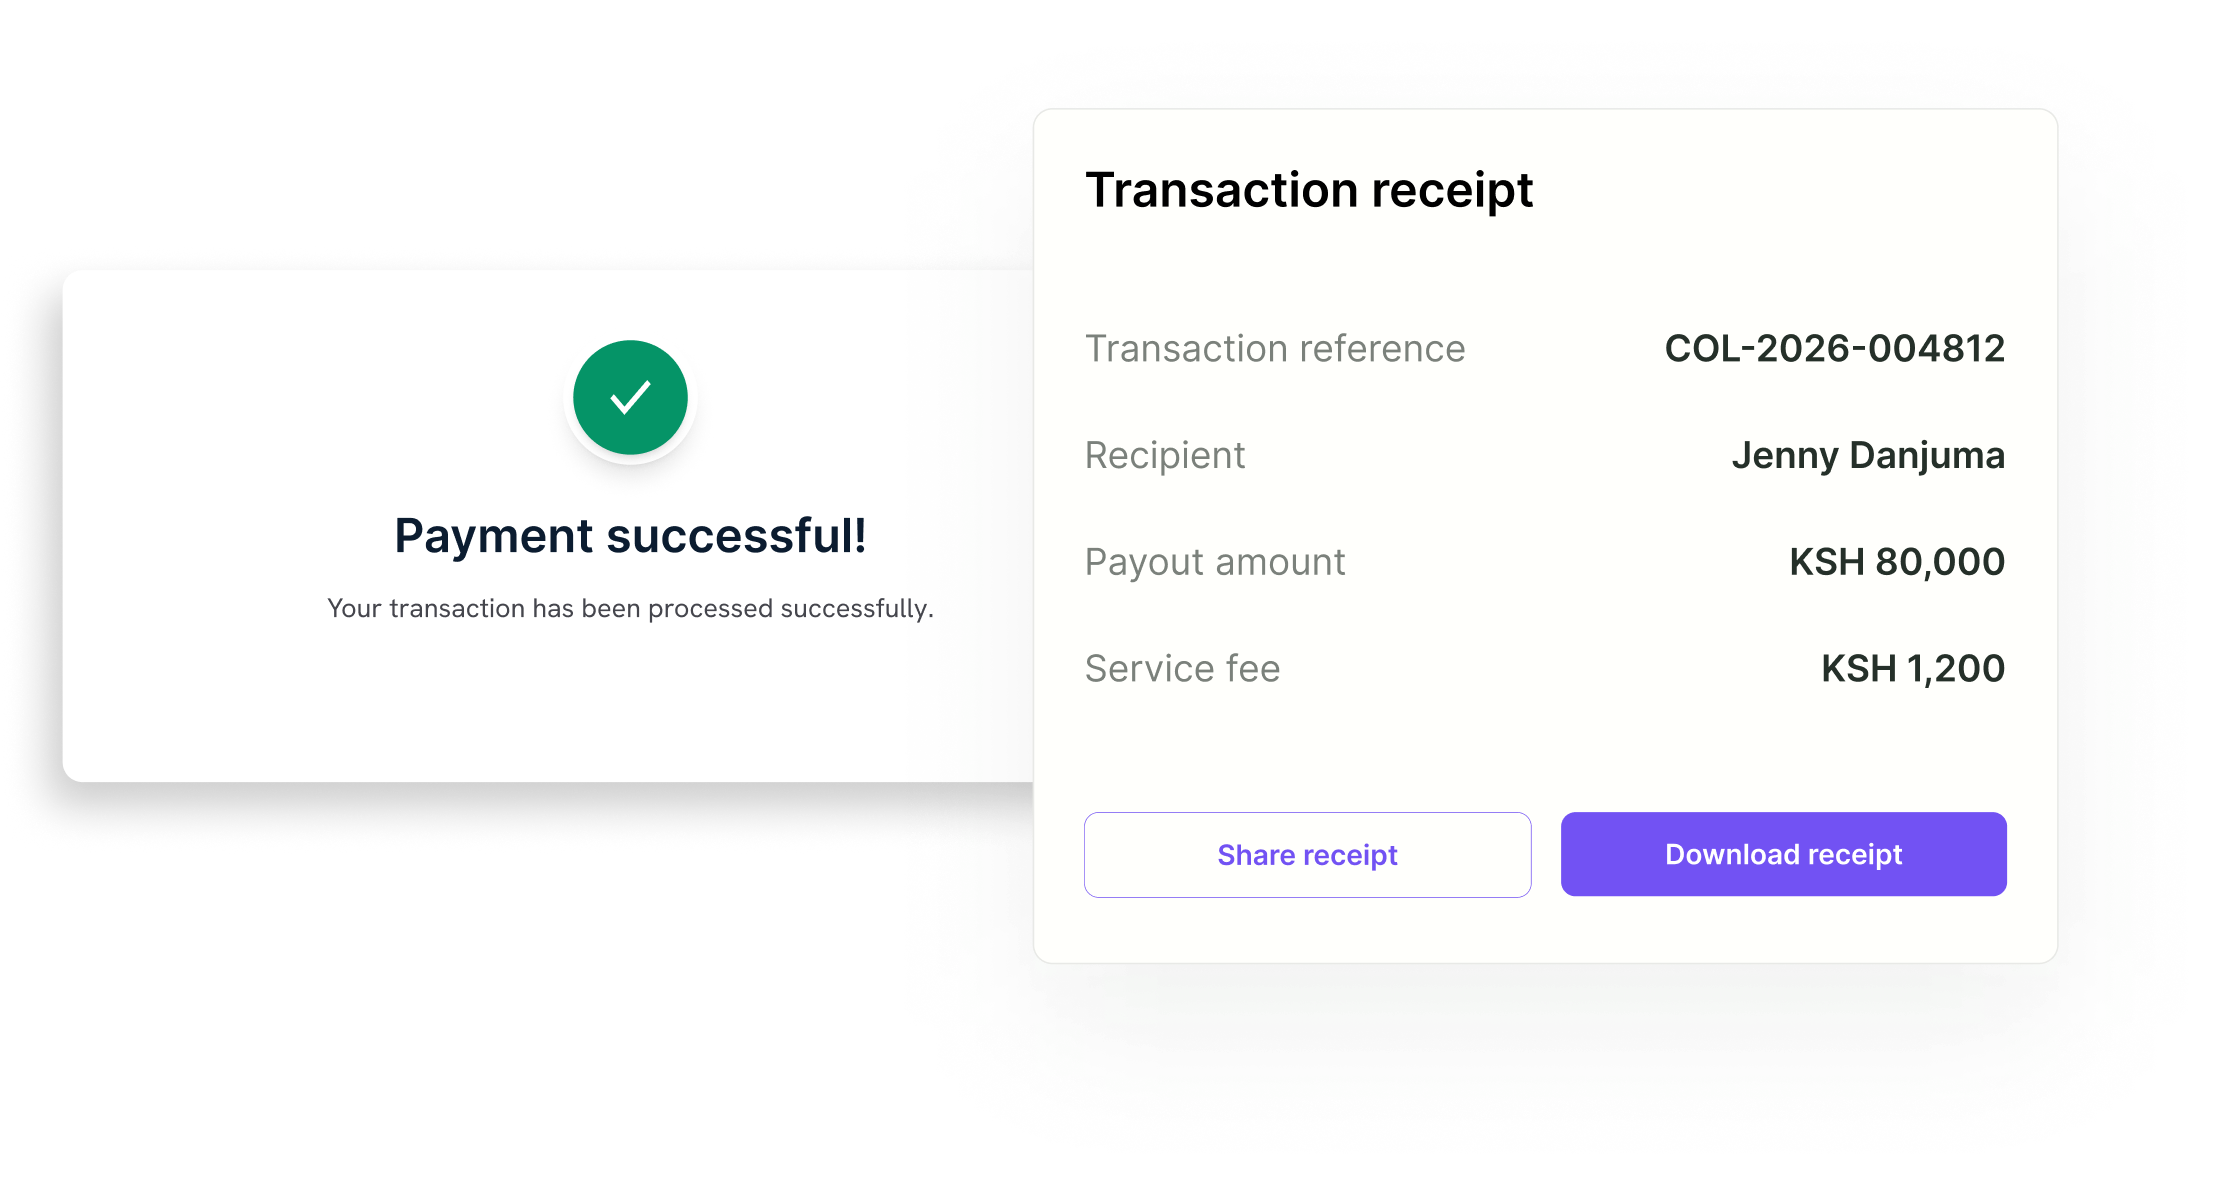 Payment successful!
Your transaction has been processed successfully.
Transaction receipt
Transaction reference COL-2026-004812
Recipient Jenny Danjuma
Payout amount KSH 80,000
Service fee KSH 1,200
Share receipt Download receipt